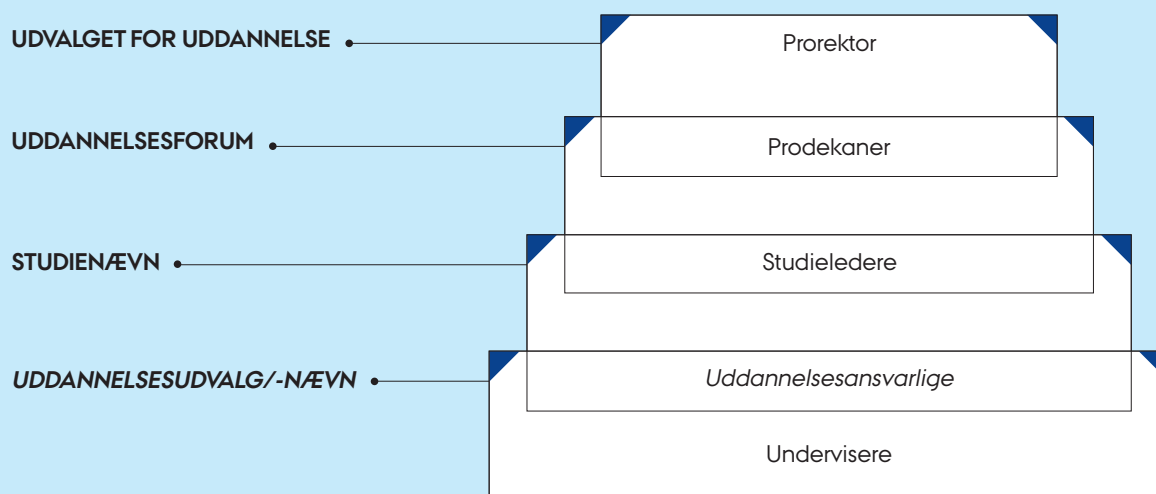 UDVALGET FOR UDDANNELSE
Prorektor
UDDANNELSESFORUM
Prodekaner
STUDIENÆVN
Studieledere
UDDANNELSESUDVALG/-NÆVN
Uddannelsesansvarlige
Undervisere